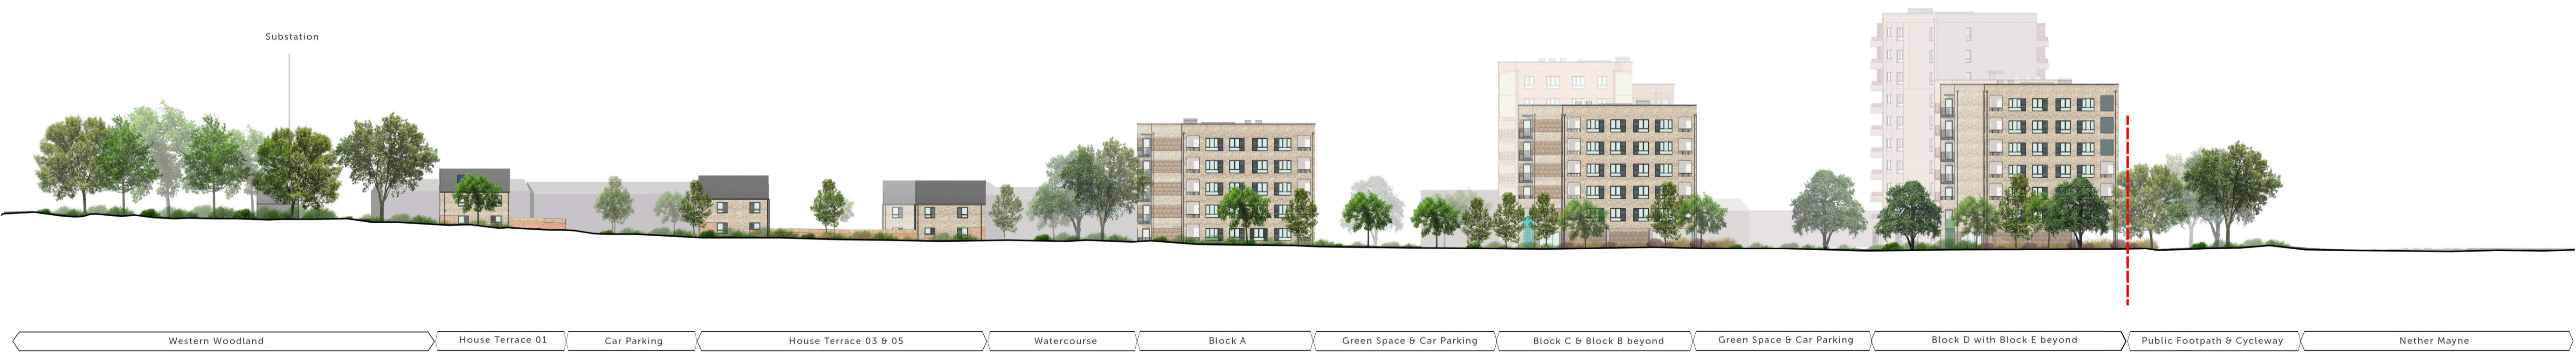 Substation
Western Woodland
House Terrace 01
Car Parking
House Terrace 03 & 05
Watercourse
Block A
Green Space & Car Parking
Block C & Block B beyond
Green Space & Car Parking
Block D with Block E beyond
Public Footpath & Cycleway
Nether Mayne